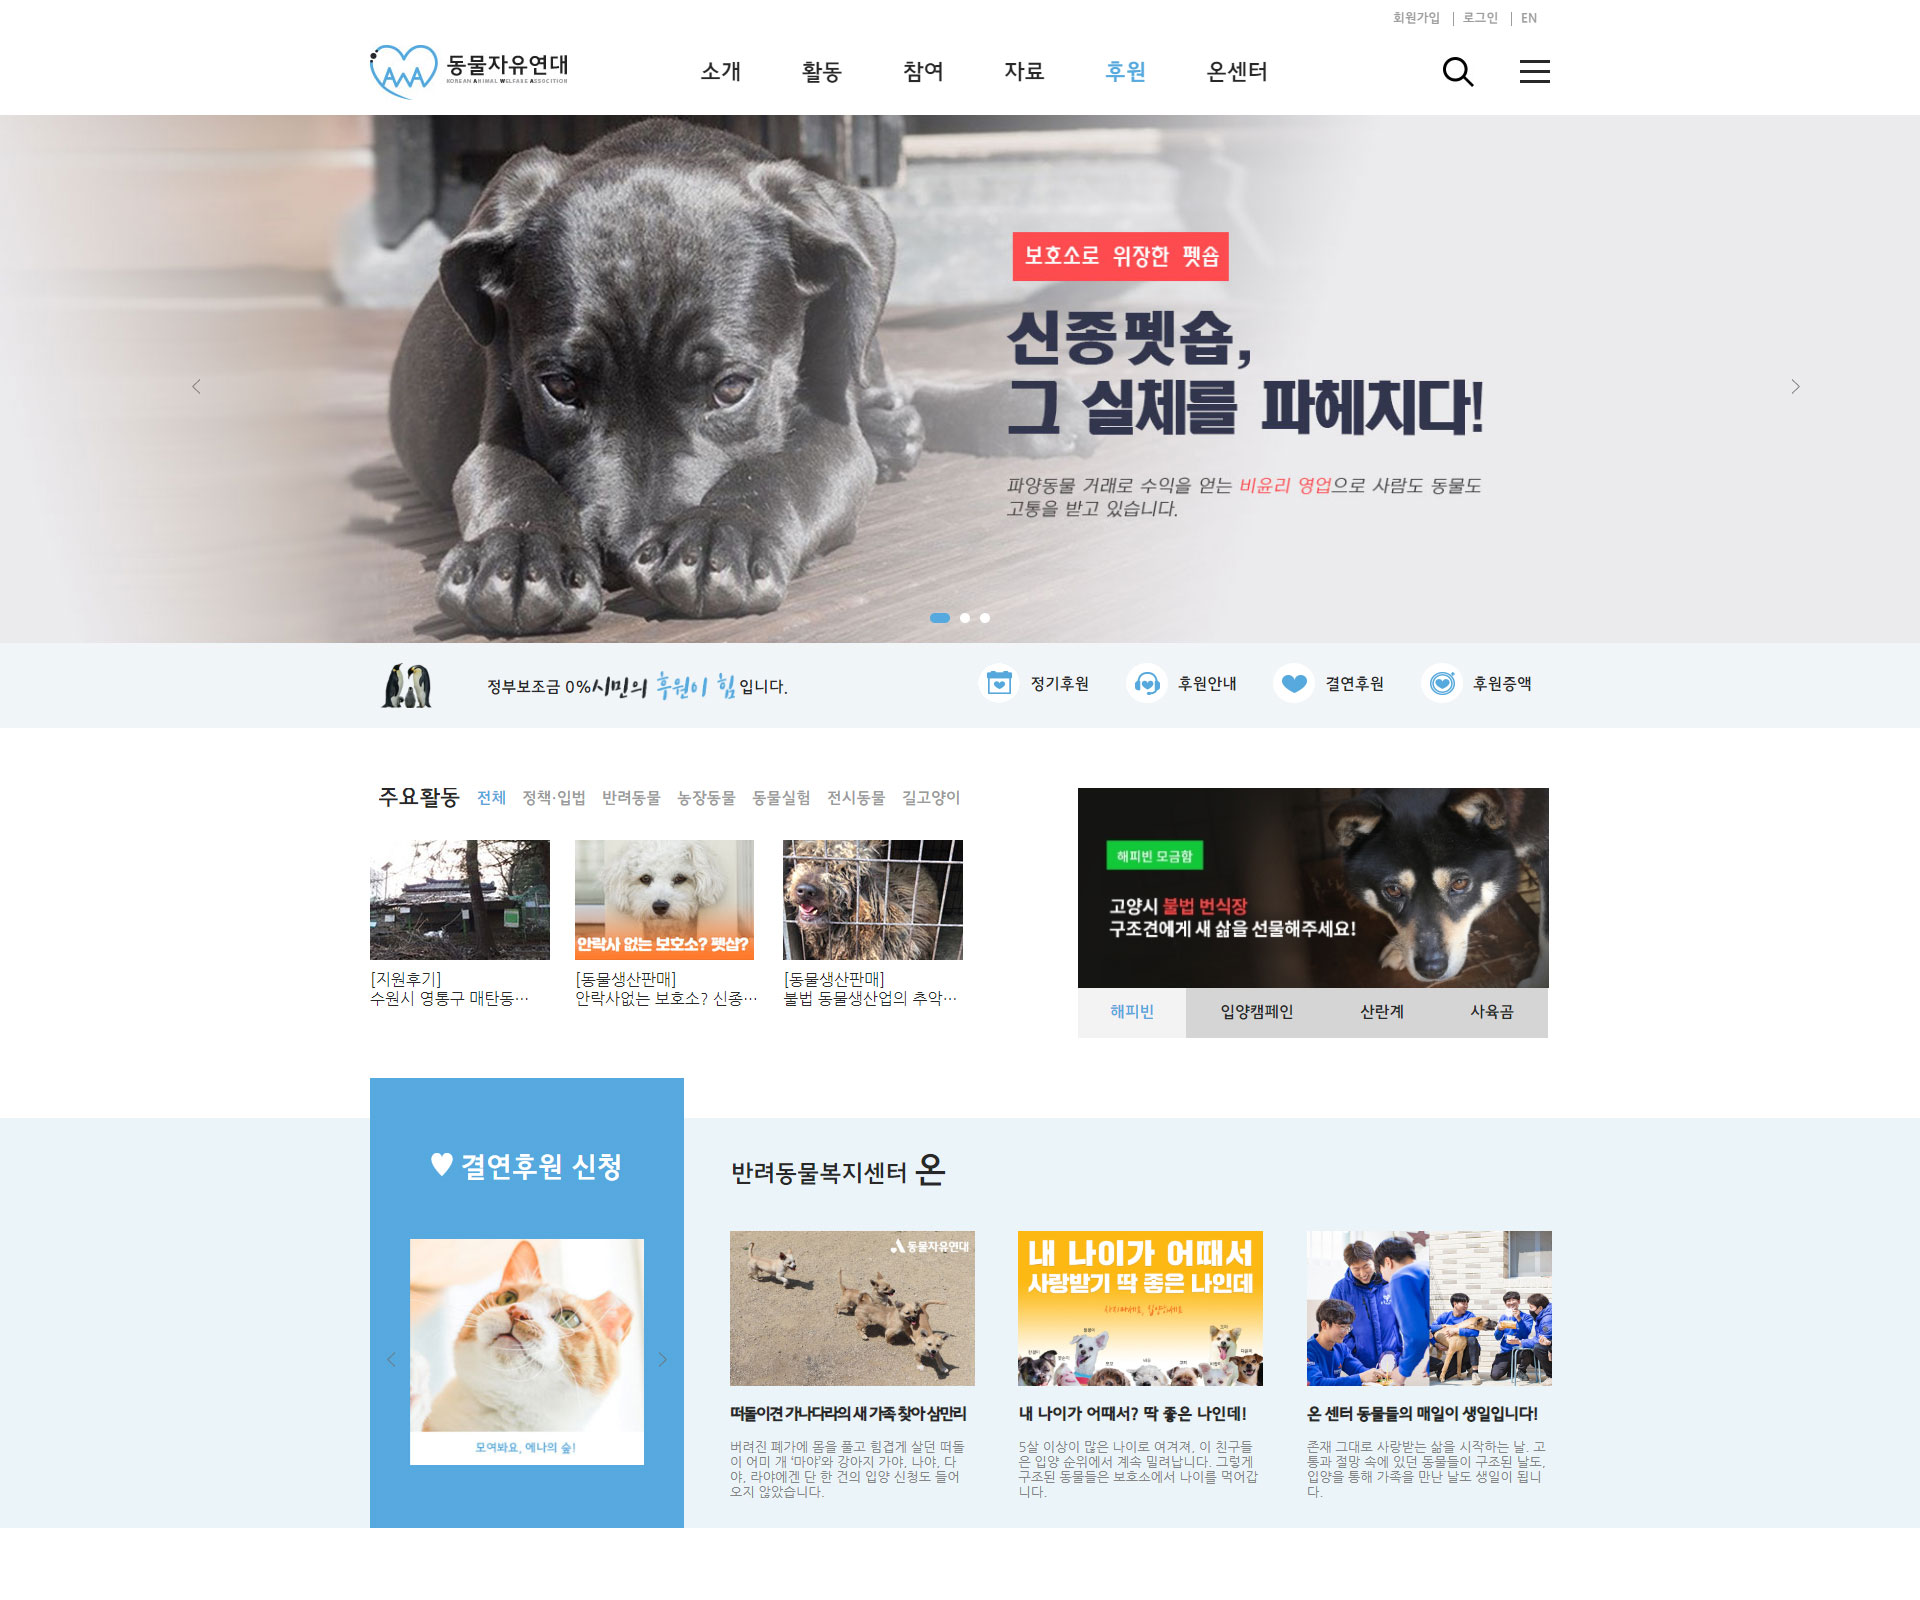 회원가입 | 로그인 | EN
동물자유연대
KOREAN ANIMAL WELFARE ASSOCITION
소개 활동 참여 자료 후원 온센터
보호소로 위장한 펫숍
신종펫숍,
그 실체를 파헤치다!
파양동물 거래로 수익을 얻는 비윤리 영업으로 사람도 동물도
고통을 받고 있습니다.
정부보조금 0%시민의 후원이 힘입니다.
정기후원 후원안내 결연후원 후원증액
주요활동 전체 정책·입법 반려동물 농장동물 동물실험 전시동물 길고양이
안락사 없는 보호소? 펫샵?
[지원후기]
수원시 영통구 매탄동…
[동물생산판매]
안락사없는 보호소? 신종…
[동물생산판매]
불법 동물생산업의 추악…
해피빈 모금함
고양시 불법 번식장
구조견에게 새 삶을 선물해주세요!
해피빈 입양캠페인 산란계 사육곰
결연후원 신청
모여봐요, 에나의 숲!
반려동물복지센터 온
동물자유연대
떠돌이견 가나다라의 새 가족 찾아 삼만리
버려진 폐가에 몸을 풀고 힘겹게 살던 떠돌
이 어미 개 '마야'와 강아지 가야, 나야, 다
야, 라야에겐 단 한 건의 입양 신청도 들어
오지 않았습니다.
내 나이가 어때서
사랑받기 딱 좋은 나인데
내 나이가 어때서? 딱 좋은 나인데!
5살 이상이 많은 나이로 여겨져, 이 친구들
은 입양 순위에서 계속 밀려납니다. 그렇게
구조된 동물들은 보호소에서 나이를 먹어갑
니다.
온 센터 동물들의 매일이 생일입니다!
존재 그대로 사랑받는 삶을 시작하는 날. 고
통과 절망 속에 있던 동물들이 구조된 날도,
입양을 통해 가족을 만난 날도 생일이 됩니
다.